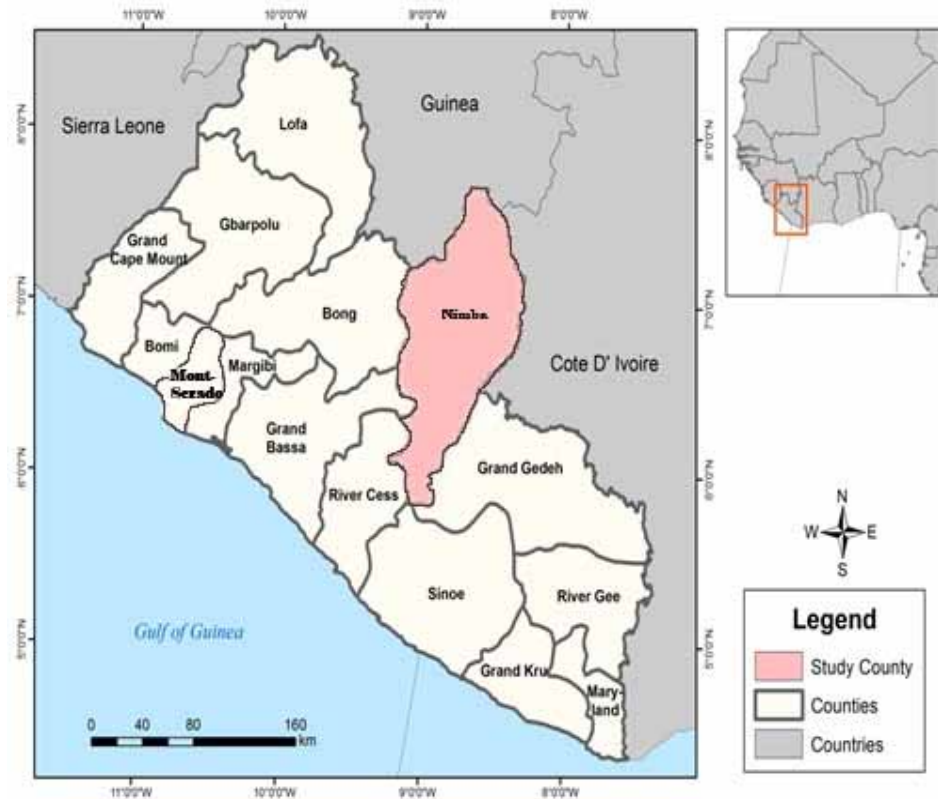 11°0'0"W
10°0'0"W
9°0'0"W
8°0'0"W
8°0'0"N
7°0'0"N
6°0'0"N
5°0'0"N
Sierra Leone
Guinea
Lofa
Gbarpolu
Grand
Cape Mount
Bong
Nimba
Bomi
Mont-
Serado
Margibi
Cote D' Ivoire
Grand
Bassa
Grand Gedeh
River Cess
Sinoe
River Gee
Gulf of Guinea
Grand Kru
Mary-
land
0 40 80 160
km
8°0'0"N
7°0'0"N
6°0'0"N
5°0'0"N
11°0'0"W
10°0'0"W
9°0'0"W
8°0'0"W
N
W E
S
Legend
Study County
Counties
Countries